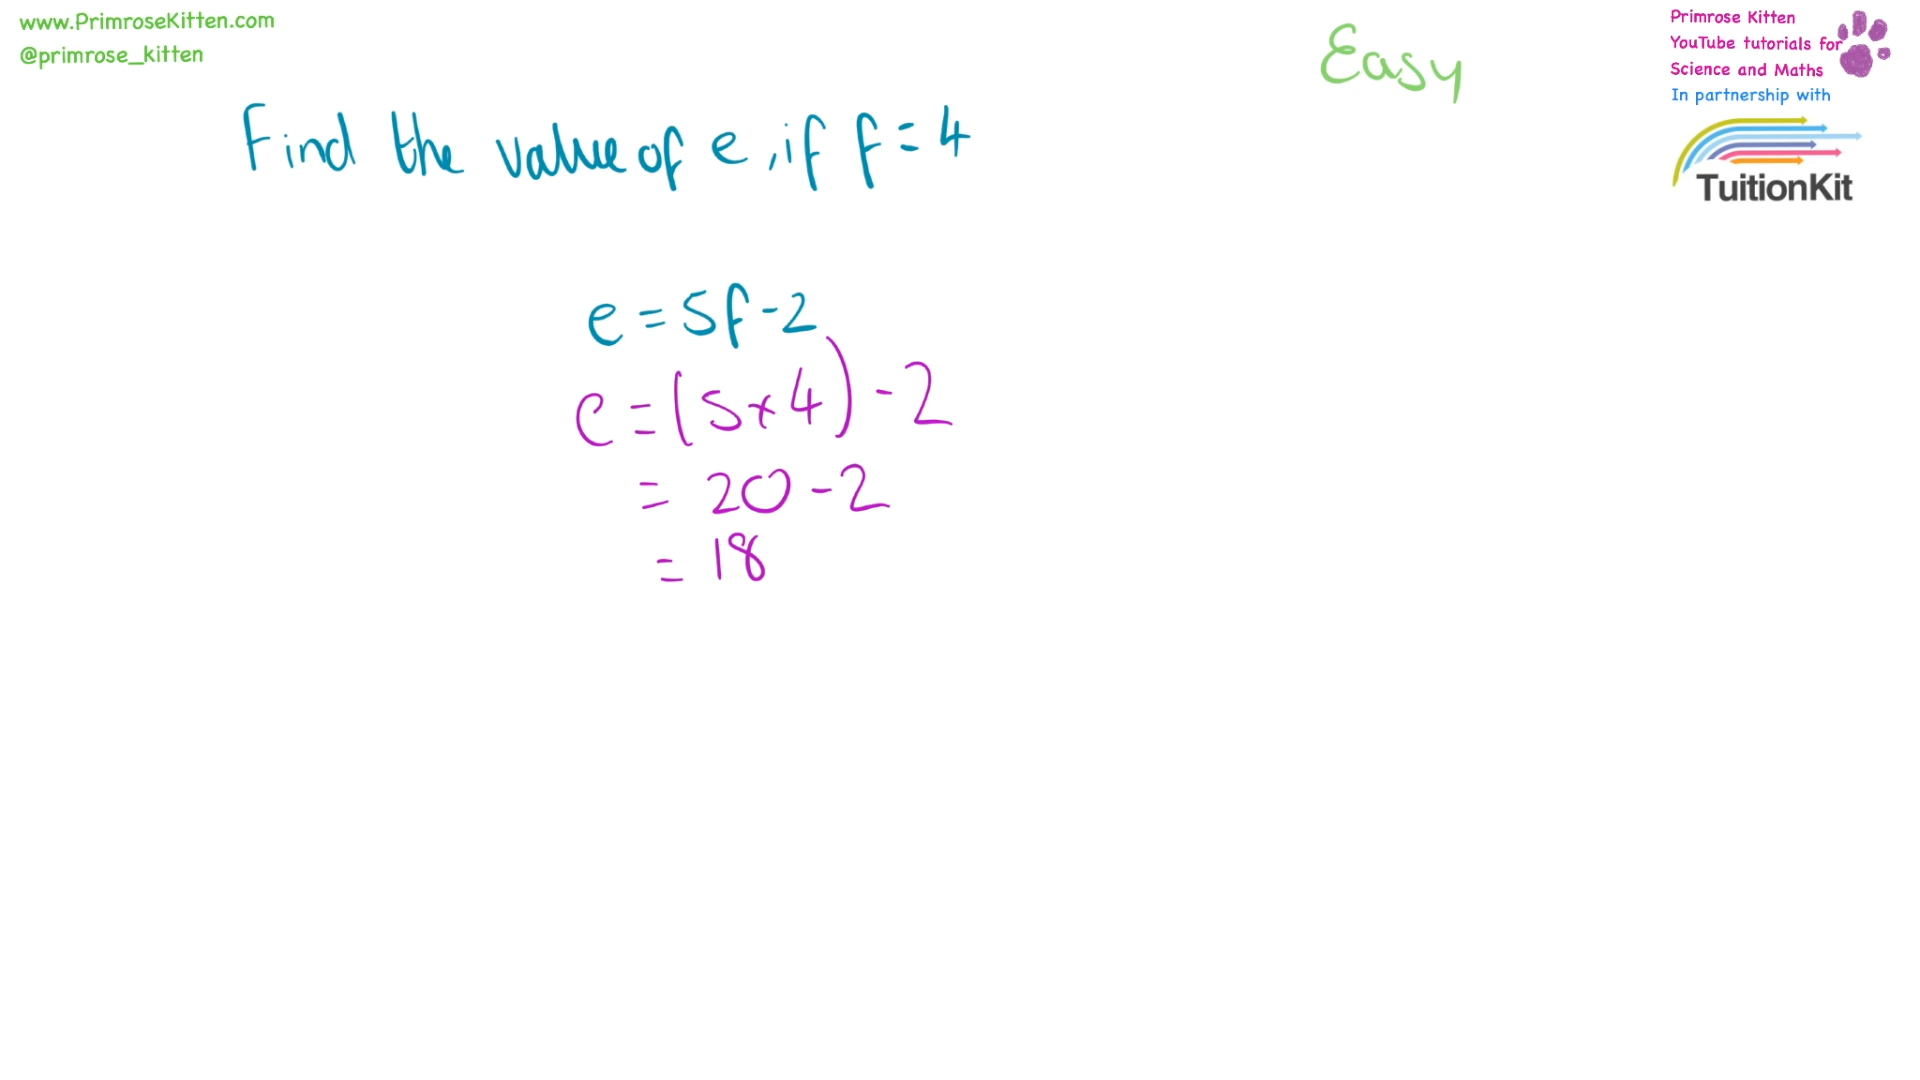 www.PrimroseKitten.com
@primrose_kitten
Easy
Primrose Kitten
YouTube tutorials for
Science and Maths
In partnership with
TuitionKit
Find the value of e, if f = 4
e = 5f - 2
e = (5 × 4) - 2
= 20 - 2
= 18